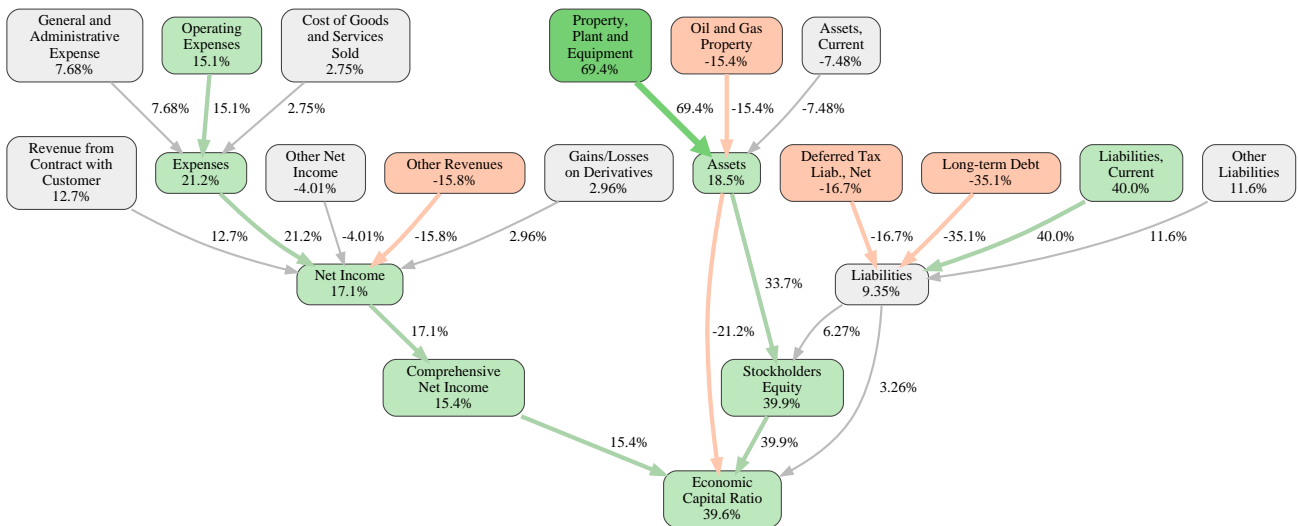 General and
Administrative
Expense
7.68%
Operating
Expenses
15.1%
Cost of Goods
and Services
Sold
2.75%
Property,
Plant and
Equipment
69.4%
Oil and Gas
Property
-15.4%
Assets,
Current
-7.48%
7.68%
15.1%
2.75%
69.4%
-15.4%
-7.48%
Revenue from
Contract with
Customer
12.7%
Expenses
21.2%
Other Net
Income
-4.01%
Other Revenues
-15.8%
Gains/Losses
on Derivatives
2.96%
Assets
18.5%
Deferred Tax
Liab., Net
-16.7%
Long-term Debt
-35.1%
Liabilities,
Current
40.0%
Other
Liabilities
11.6%
12.7%
21.2%
-4.01%
-15.8%
2.96%
-16.7%
-35.1%
40.0%
11.6%
Net Income
17.1%
Liabilities
9.35%
33.7%
17.1%
-21.2%
6.27%
Comprehensive
Net Income
15.4%
Stockholders
Equity
39.9%
3.26%
15.4%
39.9%
Economic
Capital Ratio
39.6%